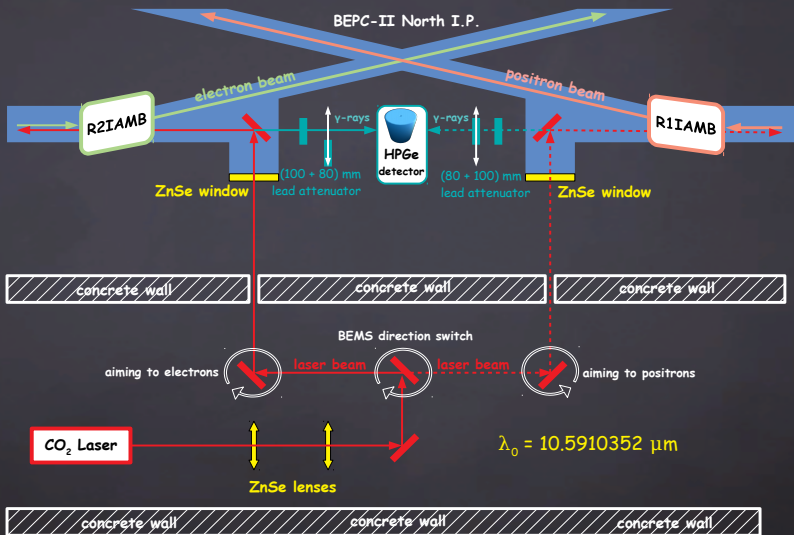 BEPC-II North I.P.
electron beam
positron beam
R2IAMB
R1IAMB
γ-rays
γ-rays
HPGe
detector
(100 + 80) mm
lead attenuator
(80 + 100) mm
lead attenuator
ZnSe window
ZnSe window
concrete wall
concrete wall
concrete wall
BEMS direction switch
aiming to electrons
laser beam
laser beam
aiming to positrons
CO₂ Laser
λ₀ = 10.5910352 μm
ZnSe lenses
concrete wall
concrete wall
concrete wall